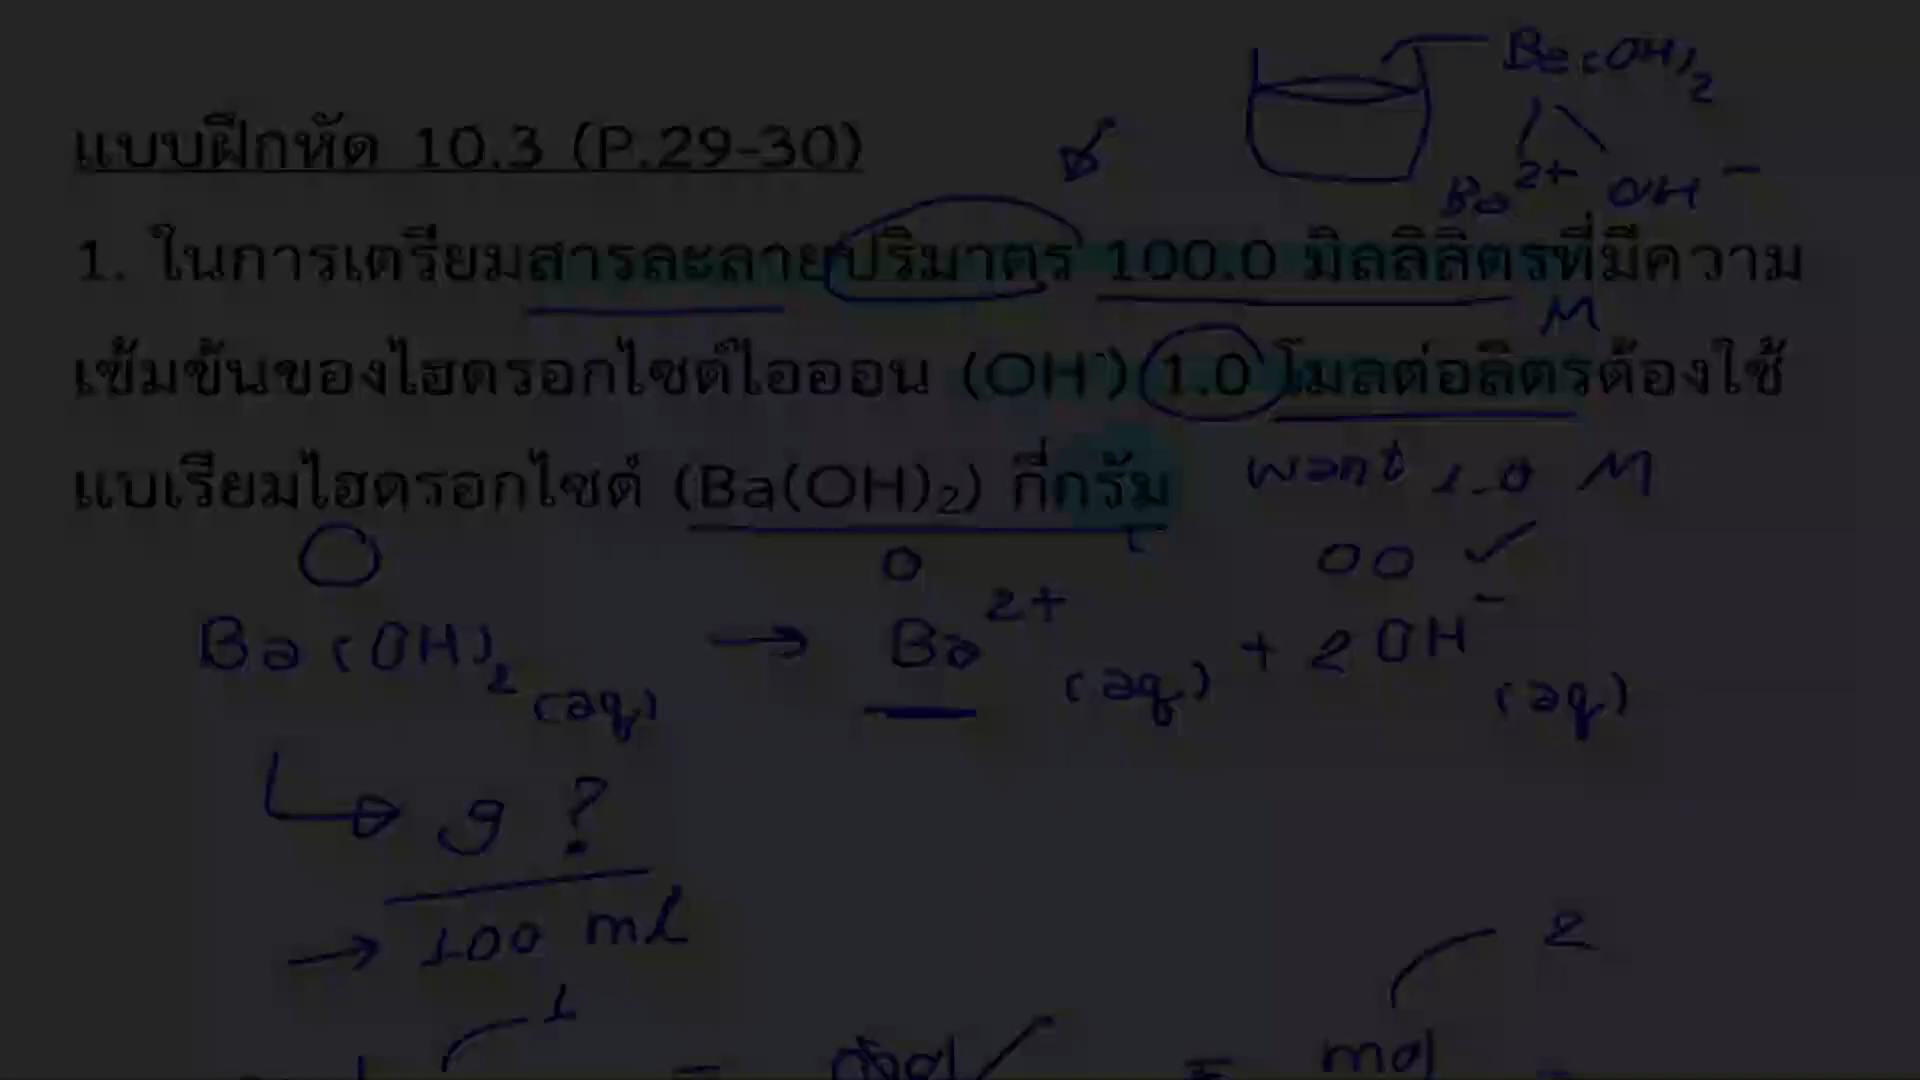 Ba(OH)₂
แบบฝึกหัด 10.3 (P.29-30)
Ba²⁺ OH⁻
1. ในการเตรียมสารละลายปริมาตร 100.0 มิลลิลิตรที่มีความ
M
เข้มข้นของไฮดรอกไซด์ไอออน (OH⁻) 1.0 โมลต่อลิตรต้องใช้
แบเรียมไฮดรอกไซด์ (Ba(OH)₂) กี่กรัม want 1.0 M
Ba(OH)₂ (aq) → Ba²⁺ (aq) + 2OH⁻ (aq)
g ?
→ 100 ml
2
1
= mol = mol